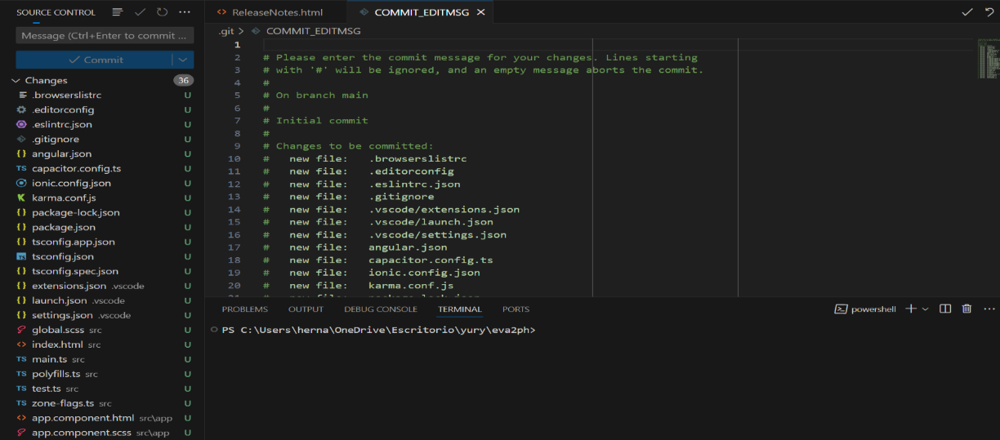 SOURCE CONTROL
Message (Ctrl+Enter to commit ...
Commit
Changes 36
.browserslistrc U
.editorconfig U
.eslintrc.json U
.gitignore U
angular.json U
capacitor.config.ts U
ionic.config.json U
karma.conf.js U
package-lock.json U
package.json U
tsconfig.app.json U
tsconfig.json U
tsconfig.spec.json U
extensions.json .vscode U
launch.json .vscode U
settings.json .vscode U
global.scss src U
index.html src U
main.ts src U
polyfills.ts src U
test.ts src U
zone-flags.ts src U
app.component.html src\app U
app.component.scss src\app U
ReleaseNotes.html COMMIT_EDITMSG
.git > COMMIT_EDITMSG
1
2 # Please enter the commit message for your changes. Lines starting
3 # with '#' will be ignored, and an empty message aborts the commit.
4 #
5 # On branch main
6 #
7 # Initial commit
8 #
9 # Changes to be committed:
10 # new file: .browserslistrc
11 # new file: .editorconfig
12 # new file: .eslintrc.json
13 # new file: .gitignore
14 # new file: .vscode/extensions.json
15 # new file: .vscode/launch.json
16 # new file: .vscode/settings.json
17 # new file: angular.json
18 # new file: capacitor.config.ts
19 # new file: ionic.config.json
20 # new file: karma.conf.js
PROBLEMS OUTPUT DEBUG CONSOLE TERMINAL PORTS
powershell
PS C:\Users\herna\OneDrive\Escritorio\yury\eva2ph>